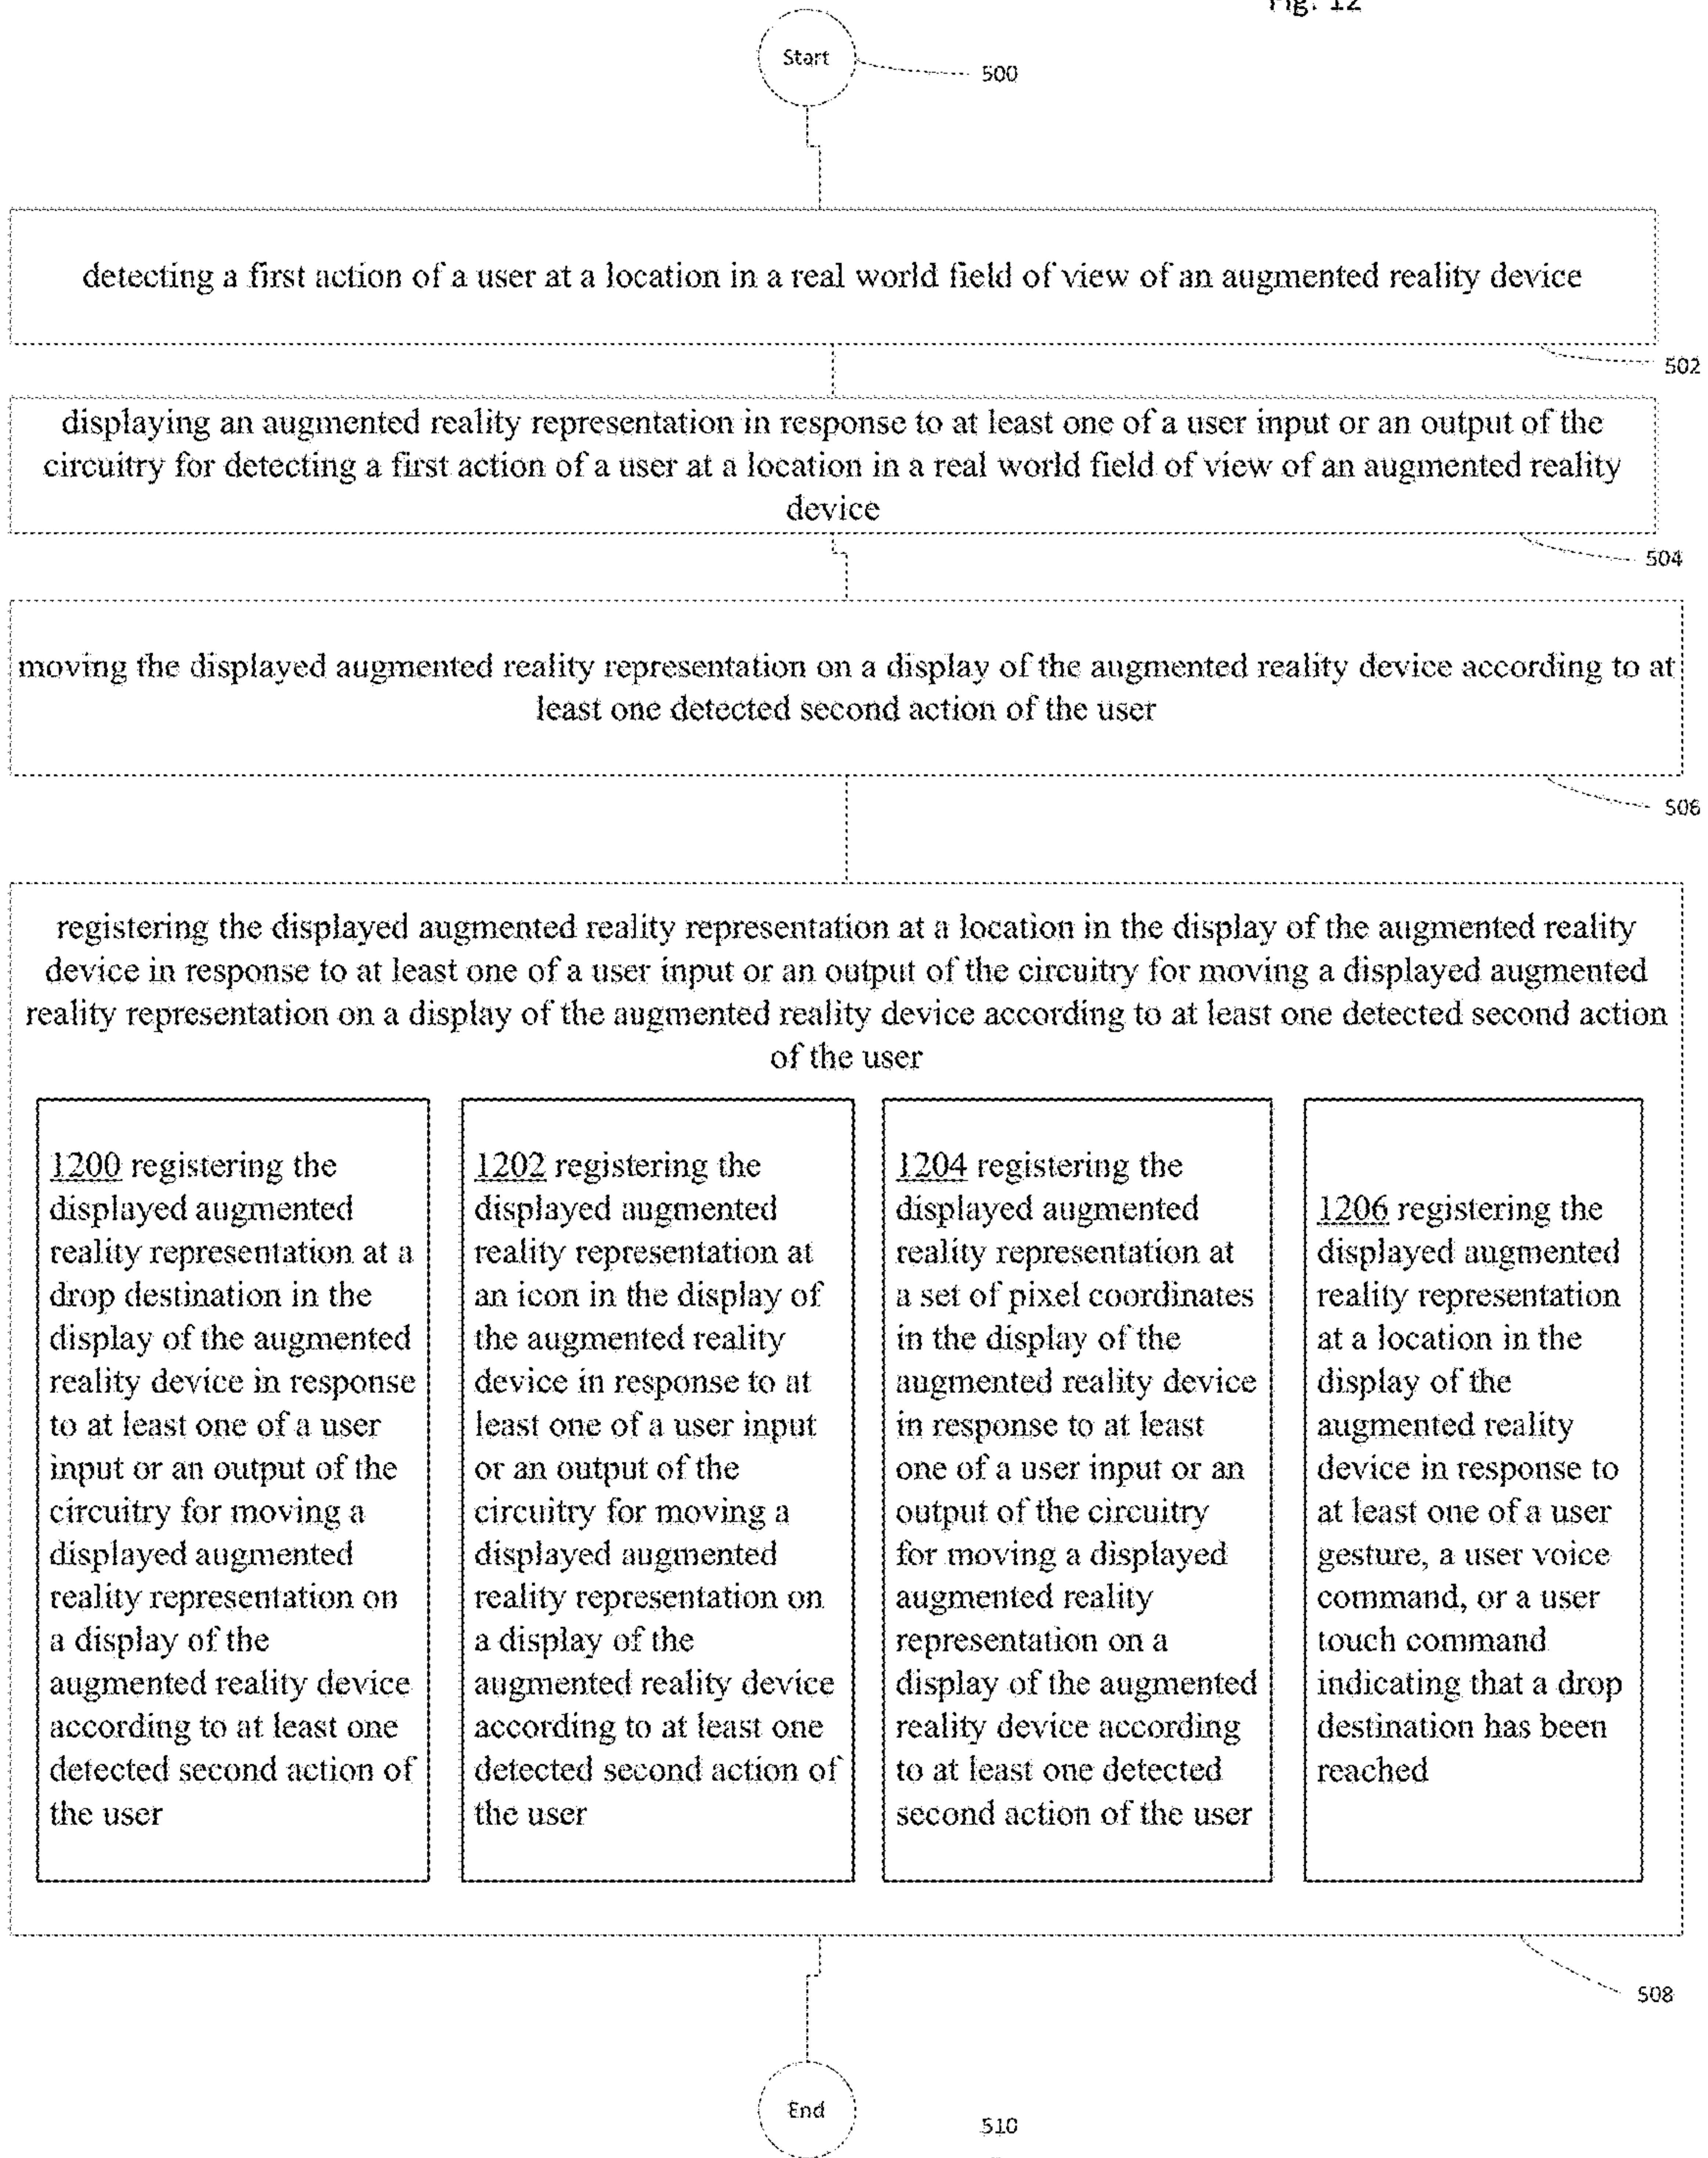 Fig. 12
Start
500
detecting a first action of a user at a location in a real world field of view of an augmented reality device
502
displaying an augmented reality representation in response to at least one of a user input or an output of the
circuitry for detecting a first action of a user at a location in a real world field of view of an augmented reality
device
504
moving the displayed augmented reality representation on a display of the augmented reality device according to at
least one detected second action of the user
506
registering the displayed augmented reality representation at a location in the display of the augmented reality
device in response to at least one of a user input or an output of the circuitry for moving a displayed augmented
reality representation on a display of the augmented reality device according to at least one detected second action
of the user
1200 registering the
displayed augmented
reality representation at a
drop destination in the
display of the augmented
reality device in response
to at least one of a user
input or an output of the
circuitry for moving a
displayed augmented
reality representation on
a display of the
augmented reality device
according to at least one
detected second action of
the user
1202 registering the
displayed augmented
reality representation at
an icon in the display of
the augmented reality
device in response to at
least one of a user input
or an output of the
circuitry for moving a
displayed augmented
reality representation on
a display of the
augmented reality device
according to at least one
detected second action of
the user
1204 registering the
displayed augmented
reality representation at
a set of pixel coordinates
in the display of the
augmented reality device
in response to at least
one of a user input or an
output of the circuitry
for moving a displayed
augmented reality
representation on a
display of the augmented
reality device according
to at least one detected
second action of the user
1206 registering the
displayed augmented
reality representation
at a location in the
display of the
augmented reality
device in response to
at least one of a user
gesture, a user voice
command, or a user
touch command
indicating that a drop
destination has been
reached
508
End
510